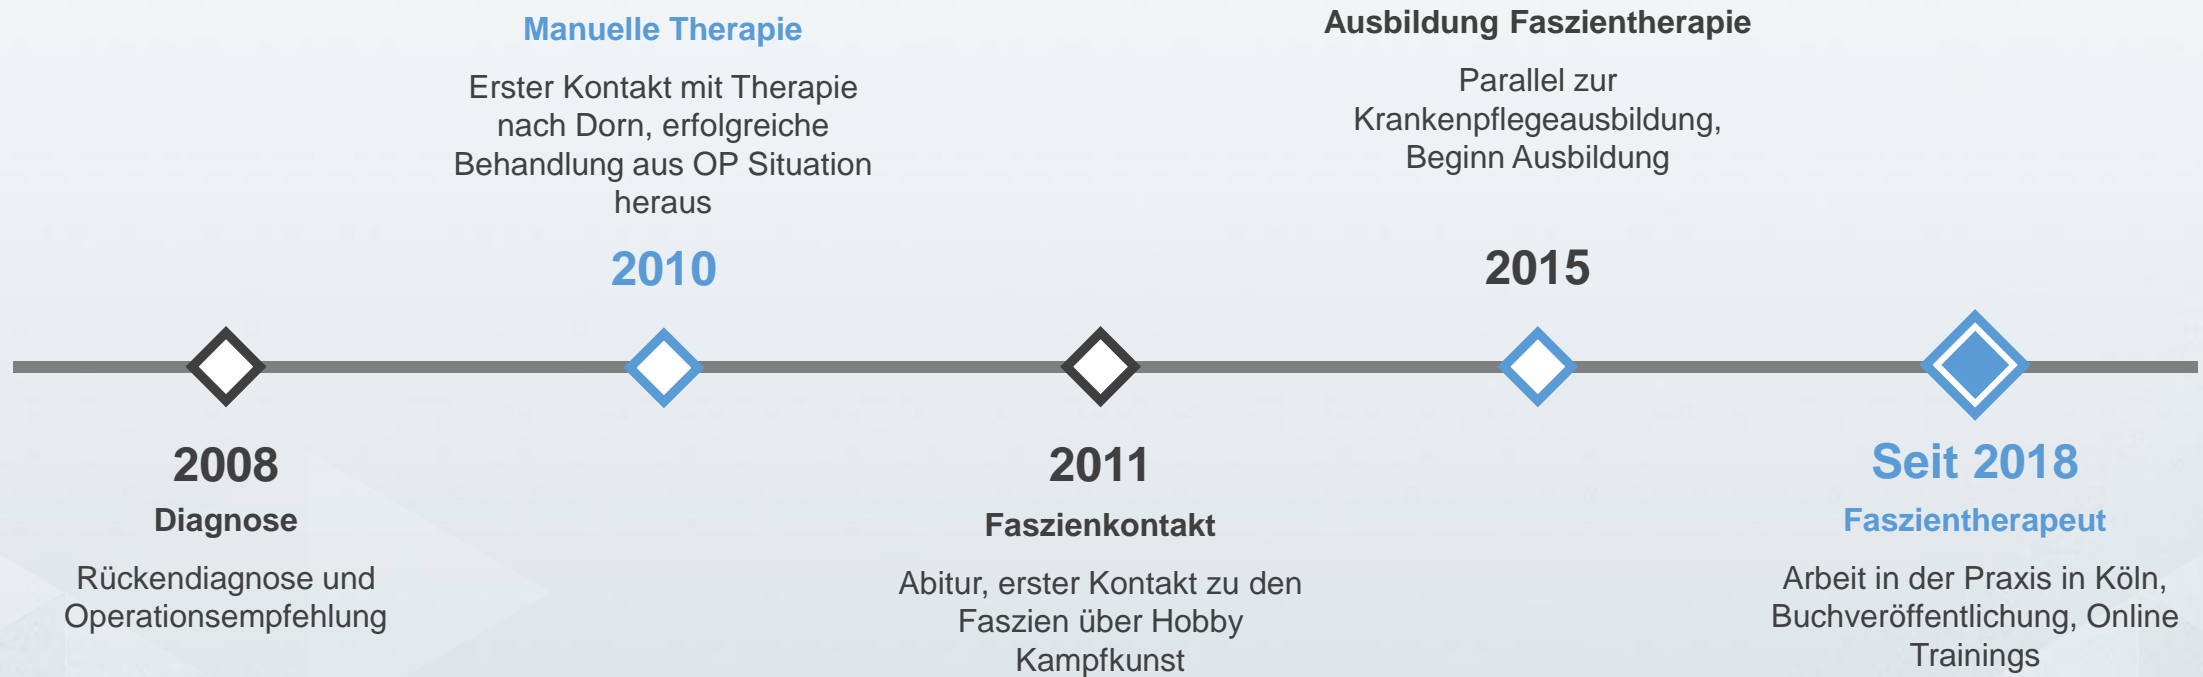 Manuelle Therapie
Erster Kontakt mit Therapie
nach Dorn, erfolgreiche
Behandlung aus OP Situation
heraus
2010
Ausbildung Faszientherapie
Parallel zur
Krankenpflegeausbildung,
Beginn Ausbildung
2015
2008
Diagnose
Rückendiagnose und
Operationsempfehlung
2011
Faszienkontakt
Abitur, erster Kontakt zu den
Faszien über Hobby
Kampfkunst
Seit 2018
Faszientherapeut
Arbeit in der Praxis in Köln,
Buchveröffentlichung, Online
Trainings